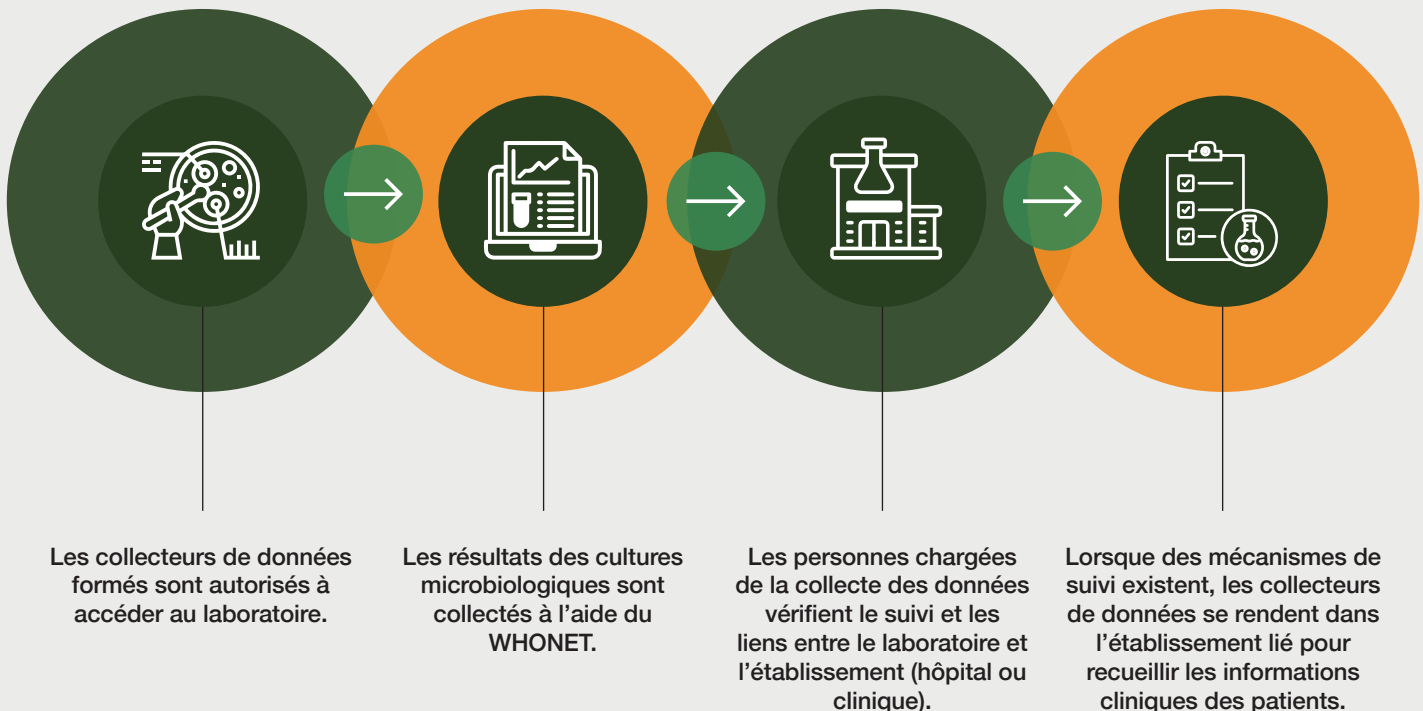 Les collecteurs de données
formés sont autorisés à
accéder au laboratoire.
Les résultats des cultures
microbiologiques sont
collectés à l’aide du
WHONET.
Les personnes chargées
de la collecte des données
vérifient le suivi et les
liens entre le laboratoire et
l’établissement (hôpital ou
clinique).
Lorsque des mécanismes de
suivi existent, les collecteurs
de données se rendent dans
l’établissement lié pour
recueillir les informations
cliniques des patients.